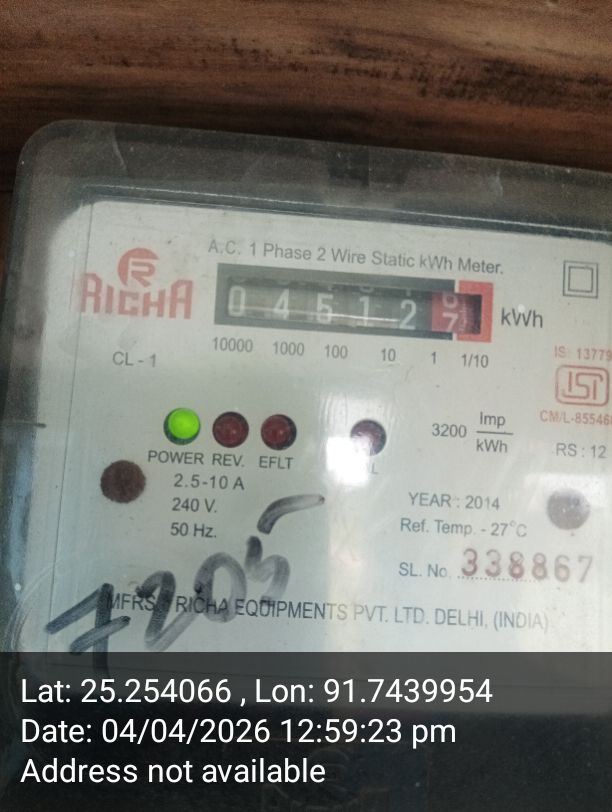 A.C. 1 Phase 2 Wire Static kWh Meter.
RICHA
0 4 5 1 2 7 kWh
10000 1000 100 10 1 1/10
CL - 1
IS: 13779
ISI
CM/L-855466
3200 Imp/kWh
RS : 12
POWER REV. EFLT
2.5-10 A
240 V.
50 Hz.
YEAR : 2014
Ref. Temp. - 27°C
SL. No. 338867
7205
MFRS. RICHA EQUIPMENTS PVT. LTD. DELHI, (INDIA)
Lat: 25.254066 , Lon: 91.7439954
Date: 04/04/2026 12:59:23 pm
Address not available